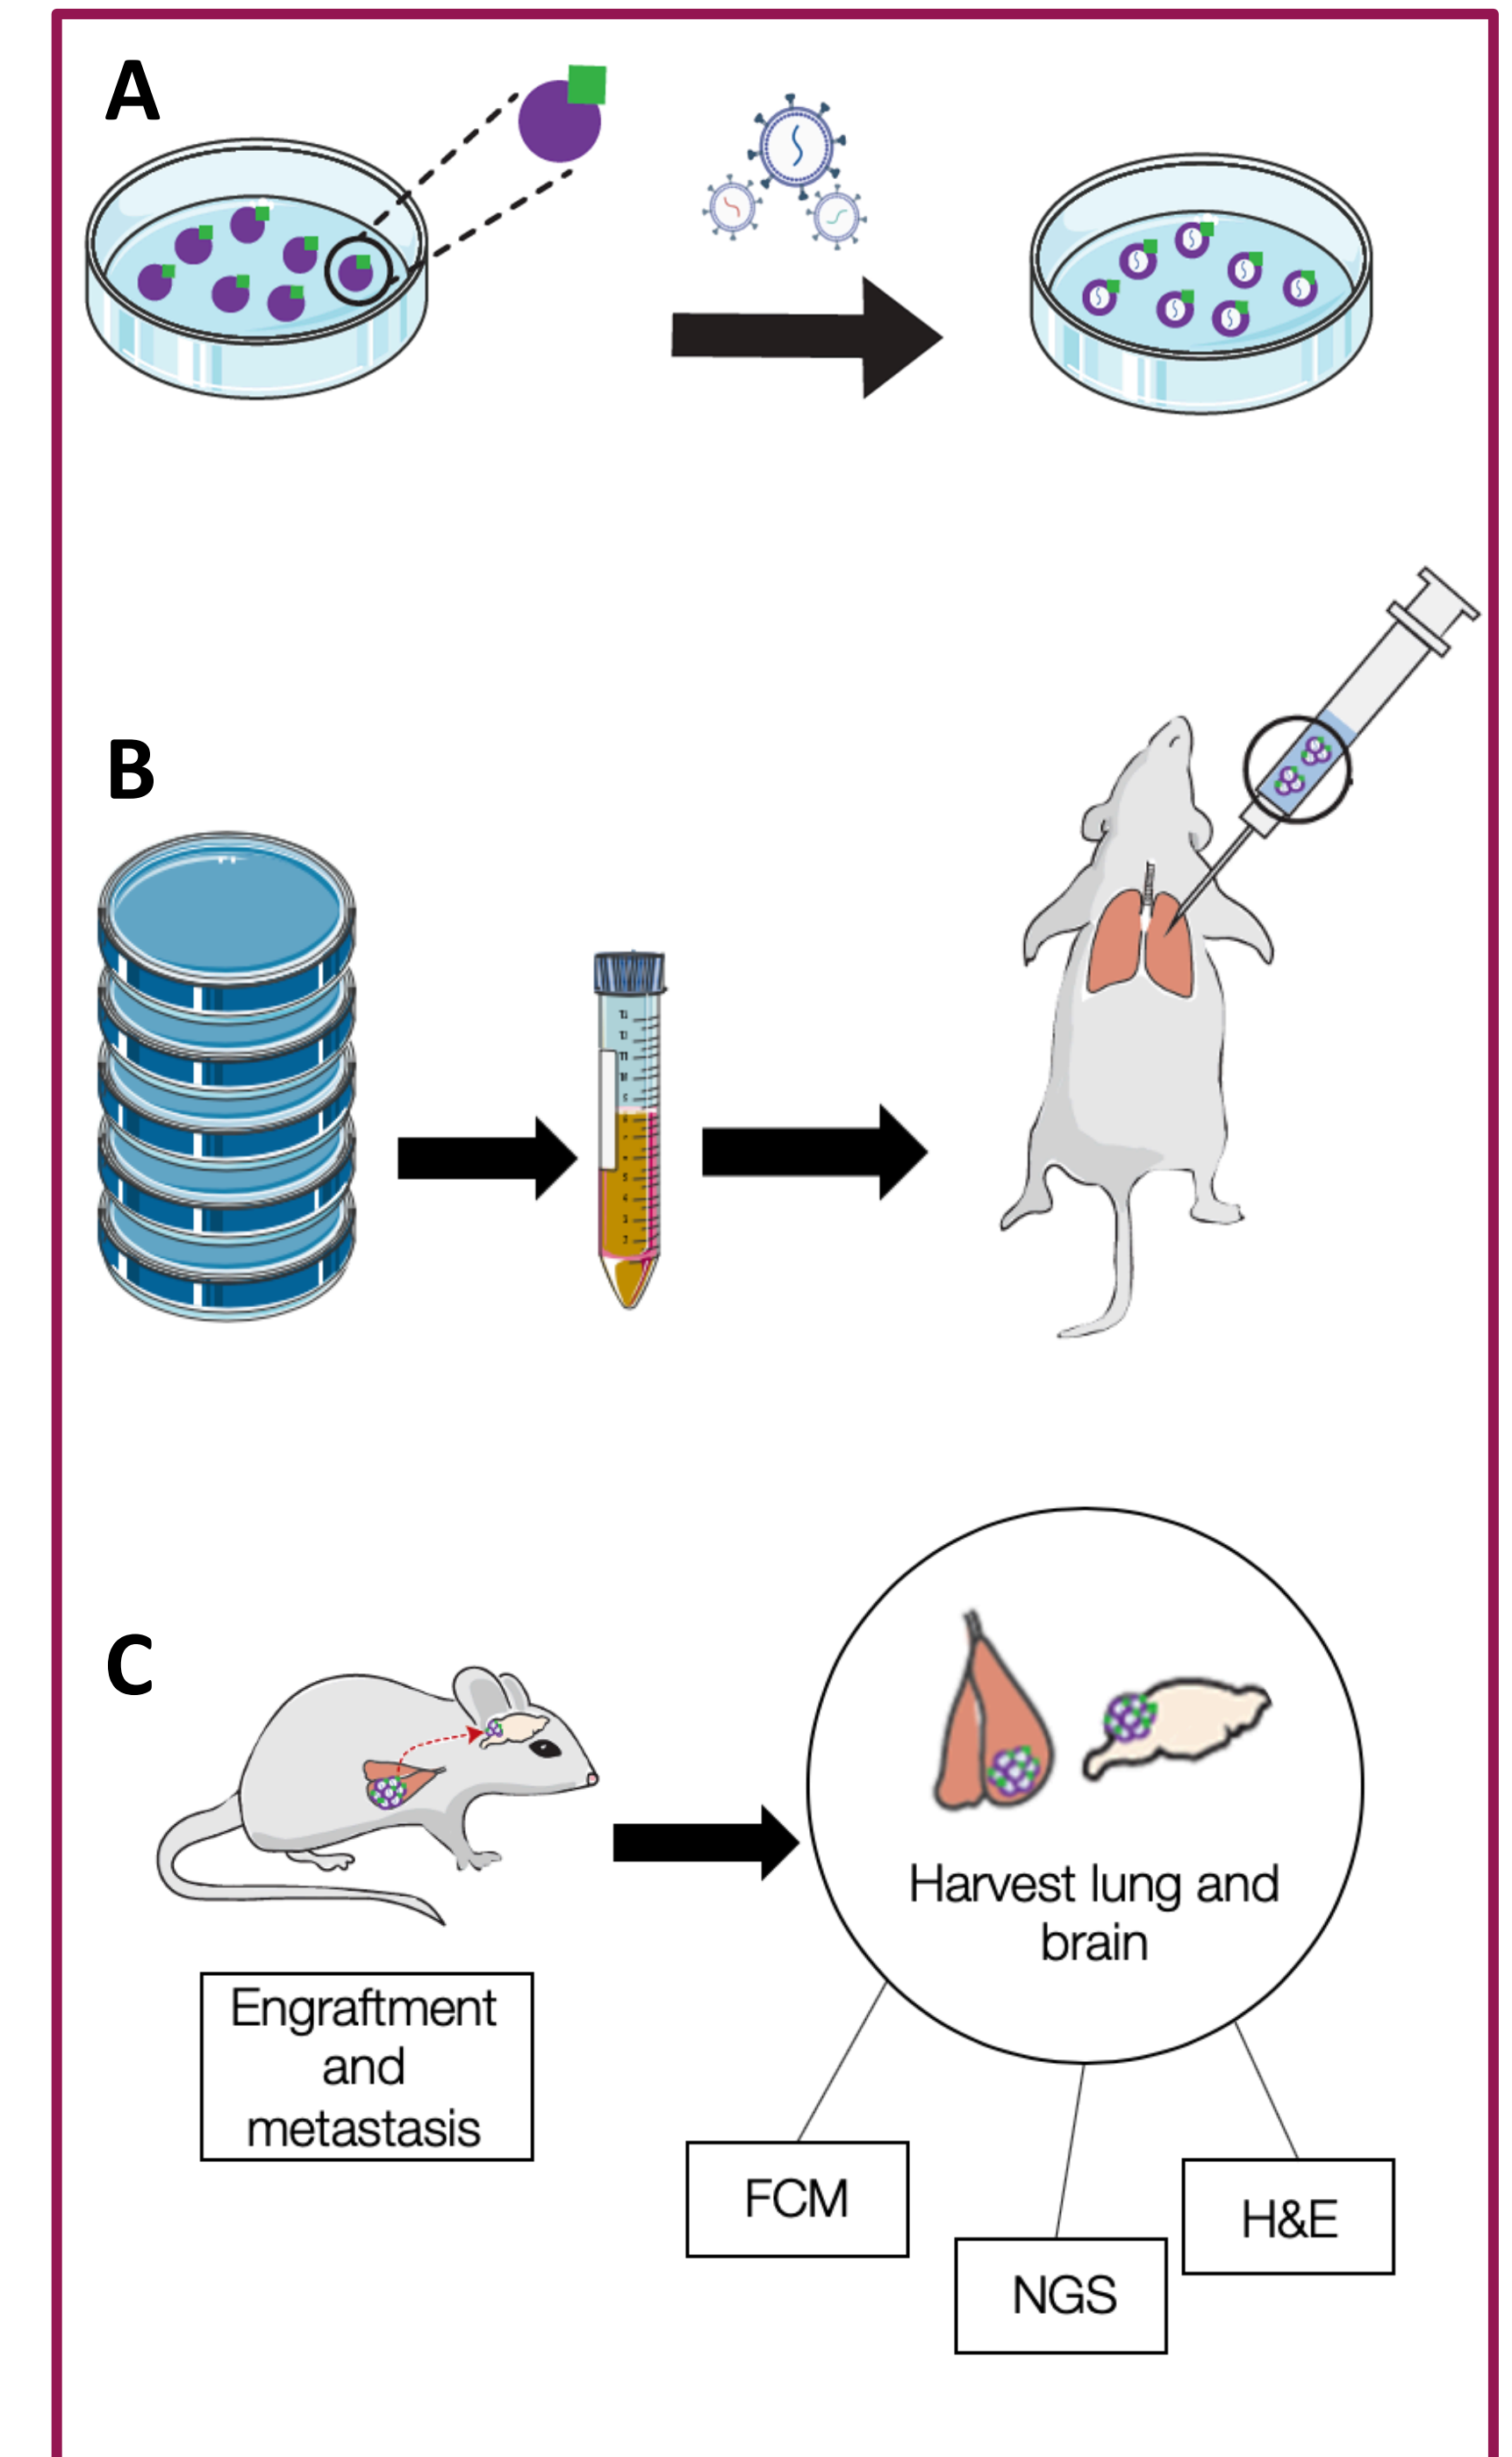 A
B
C
Engraftment
and
metastasis
Harvest lung and
brain
FCM
NGS
H&E